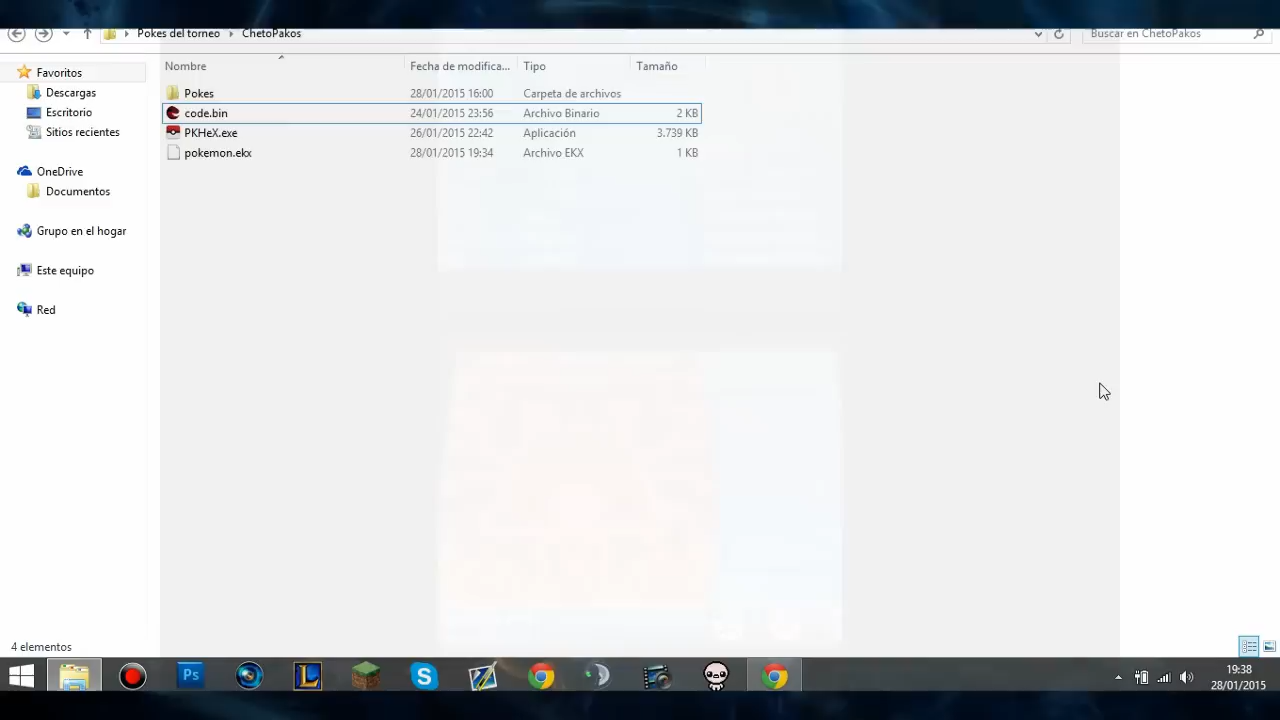 Pokes del torneo ChetoPakos
Buscar en ChetoPakos
Nombre Fecha de modifica... Tipo Tamaño
Favoritos
Descargas
Escritorio
Sitios recientes
OneDrive
Documentos
Grupo en el hogar
Este equipo
Red
Pokes 28/01/2015 16:00 Carpeta de archivos
code.bin 24/01/2015 23:56 Archivo Binario 2 KB
PKHeX.exe 26/01/2015 22:42 Aplicación 3.739 KB
pokemon.ekx 28/01/2015 19:34 Archivo EKX 1 KB
4 elementos
Ps
L
S
19:38
28/01/2015